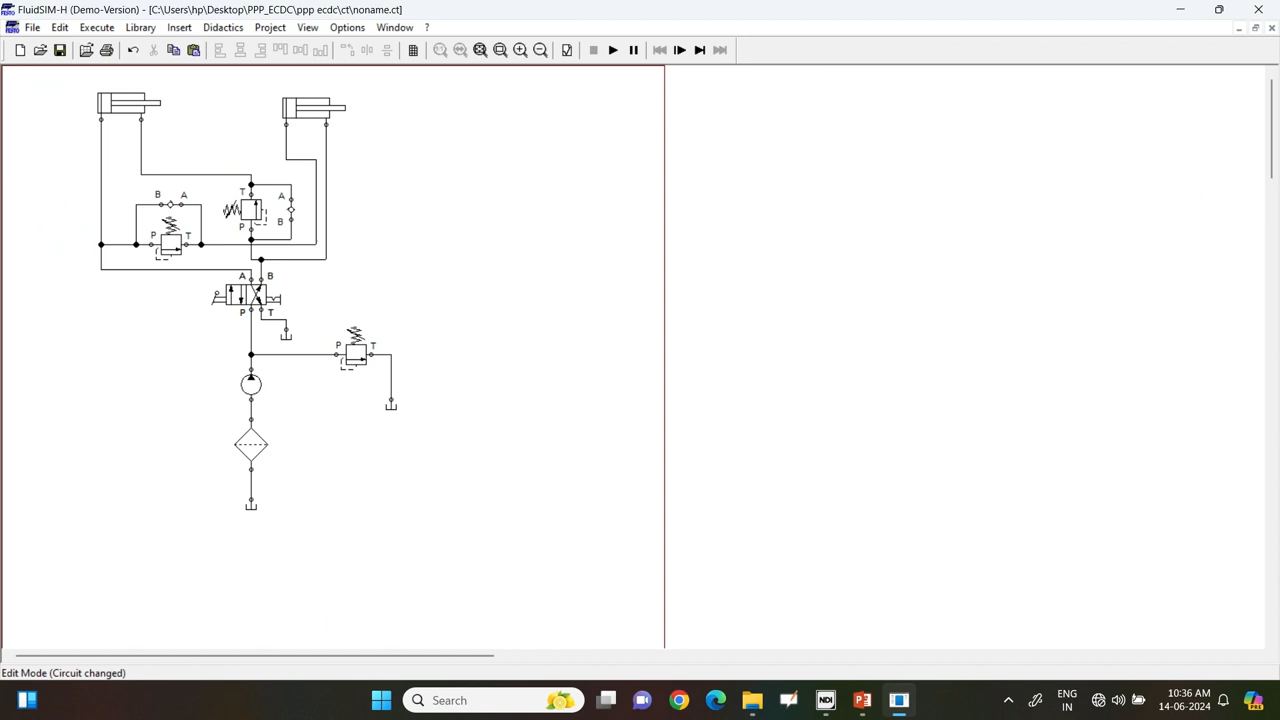 FluidSIM-H (Demo-Version) - [C:\Users\hp\Desktop\PPP_ECDC\ppp ecdc\ct\noname.ct]
File Edit Execute Library Insert Didactics Project View Options Window ?
B A
T A
P B
P T
A B
P T
P T
Edit Mode (Circuit changed)
Search
ENG
IN
10:36 AM
14-06-2024